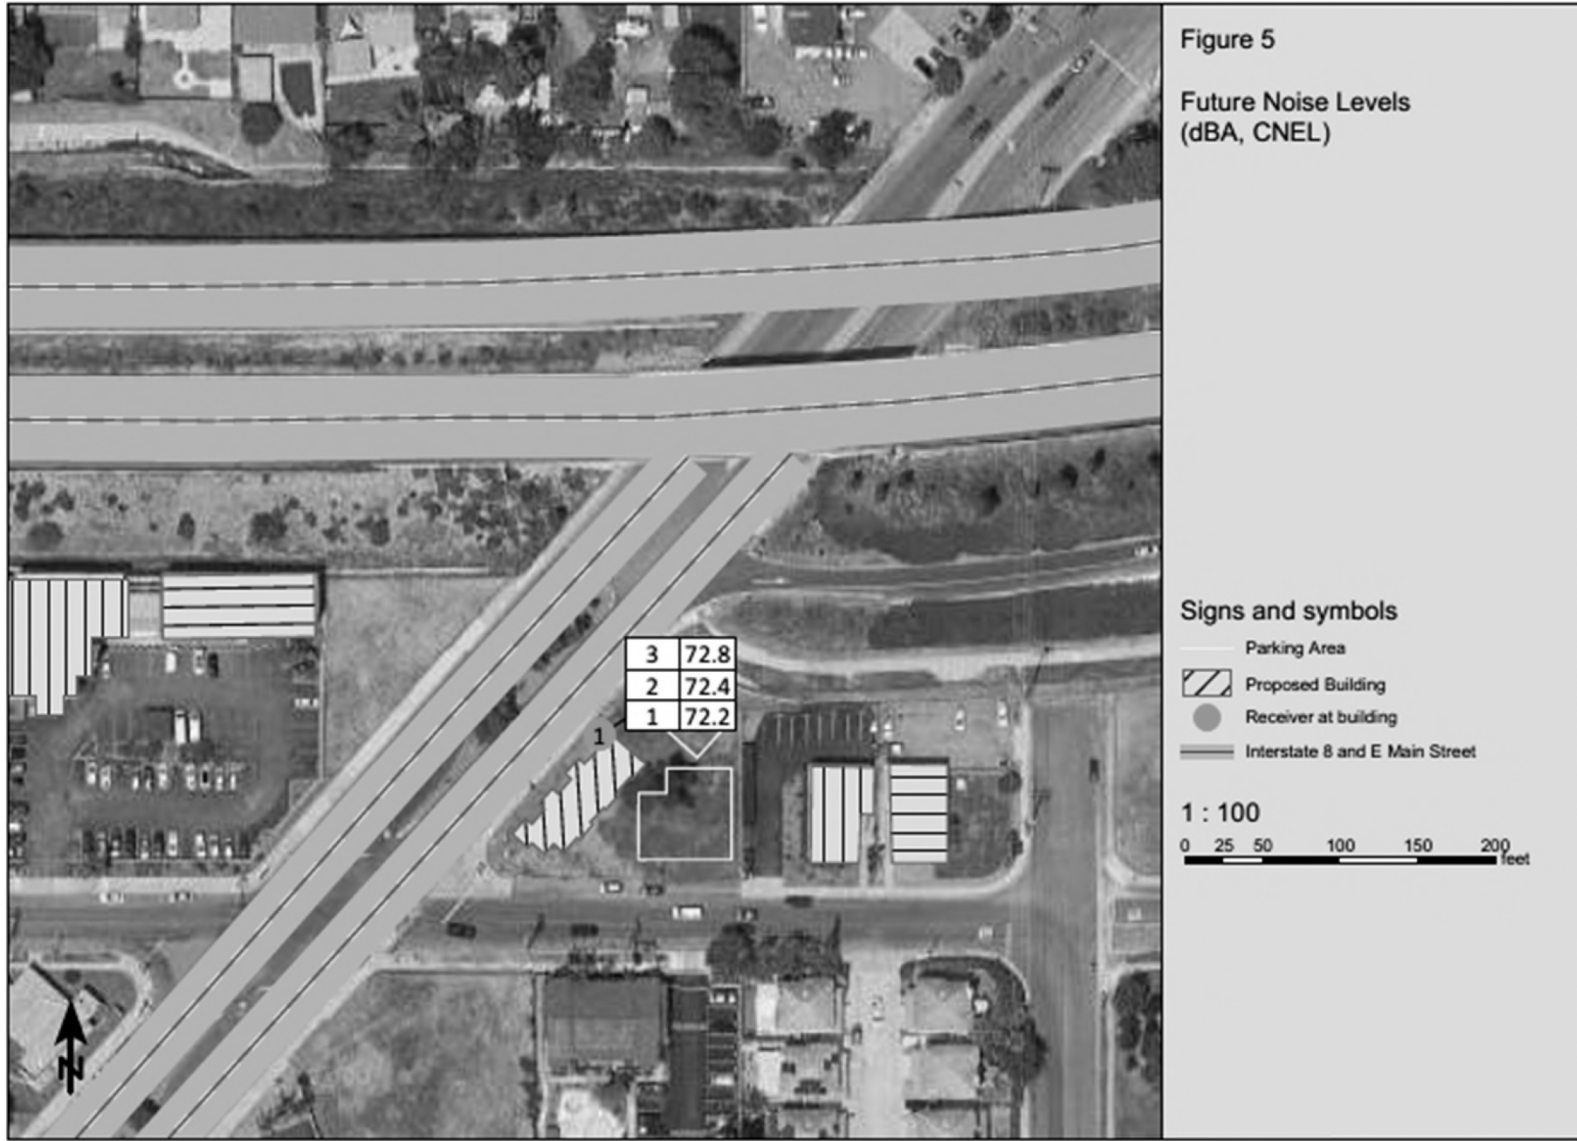 Figure 5
Future Noise Levels
(dBA, CNEL)
3 72.8
2 72.4
1 72.2
1
Signs and symbols
Parking Area
Proposed Building
Receiver at building
Interstate 8 and E Main Street
1 : 100
0 25 50 100 150 200
feet
N